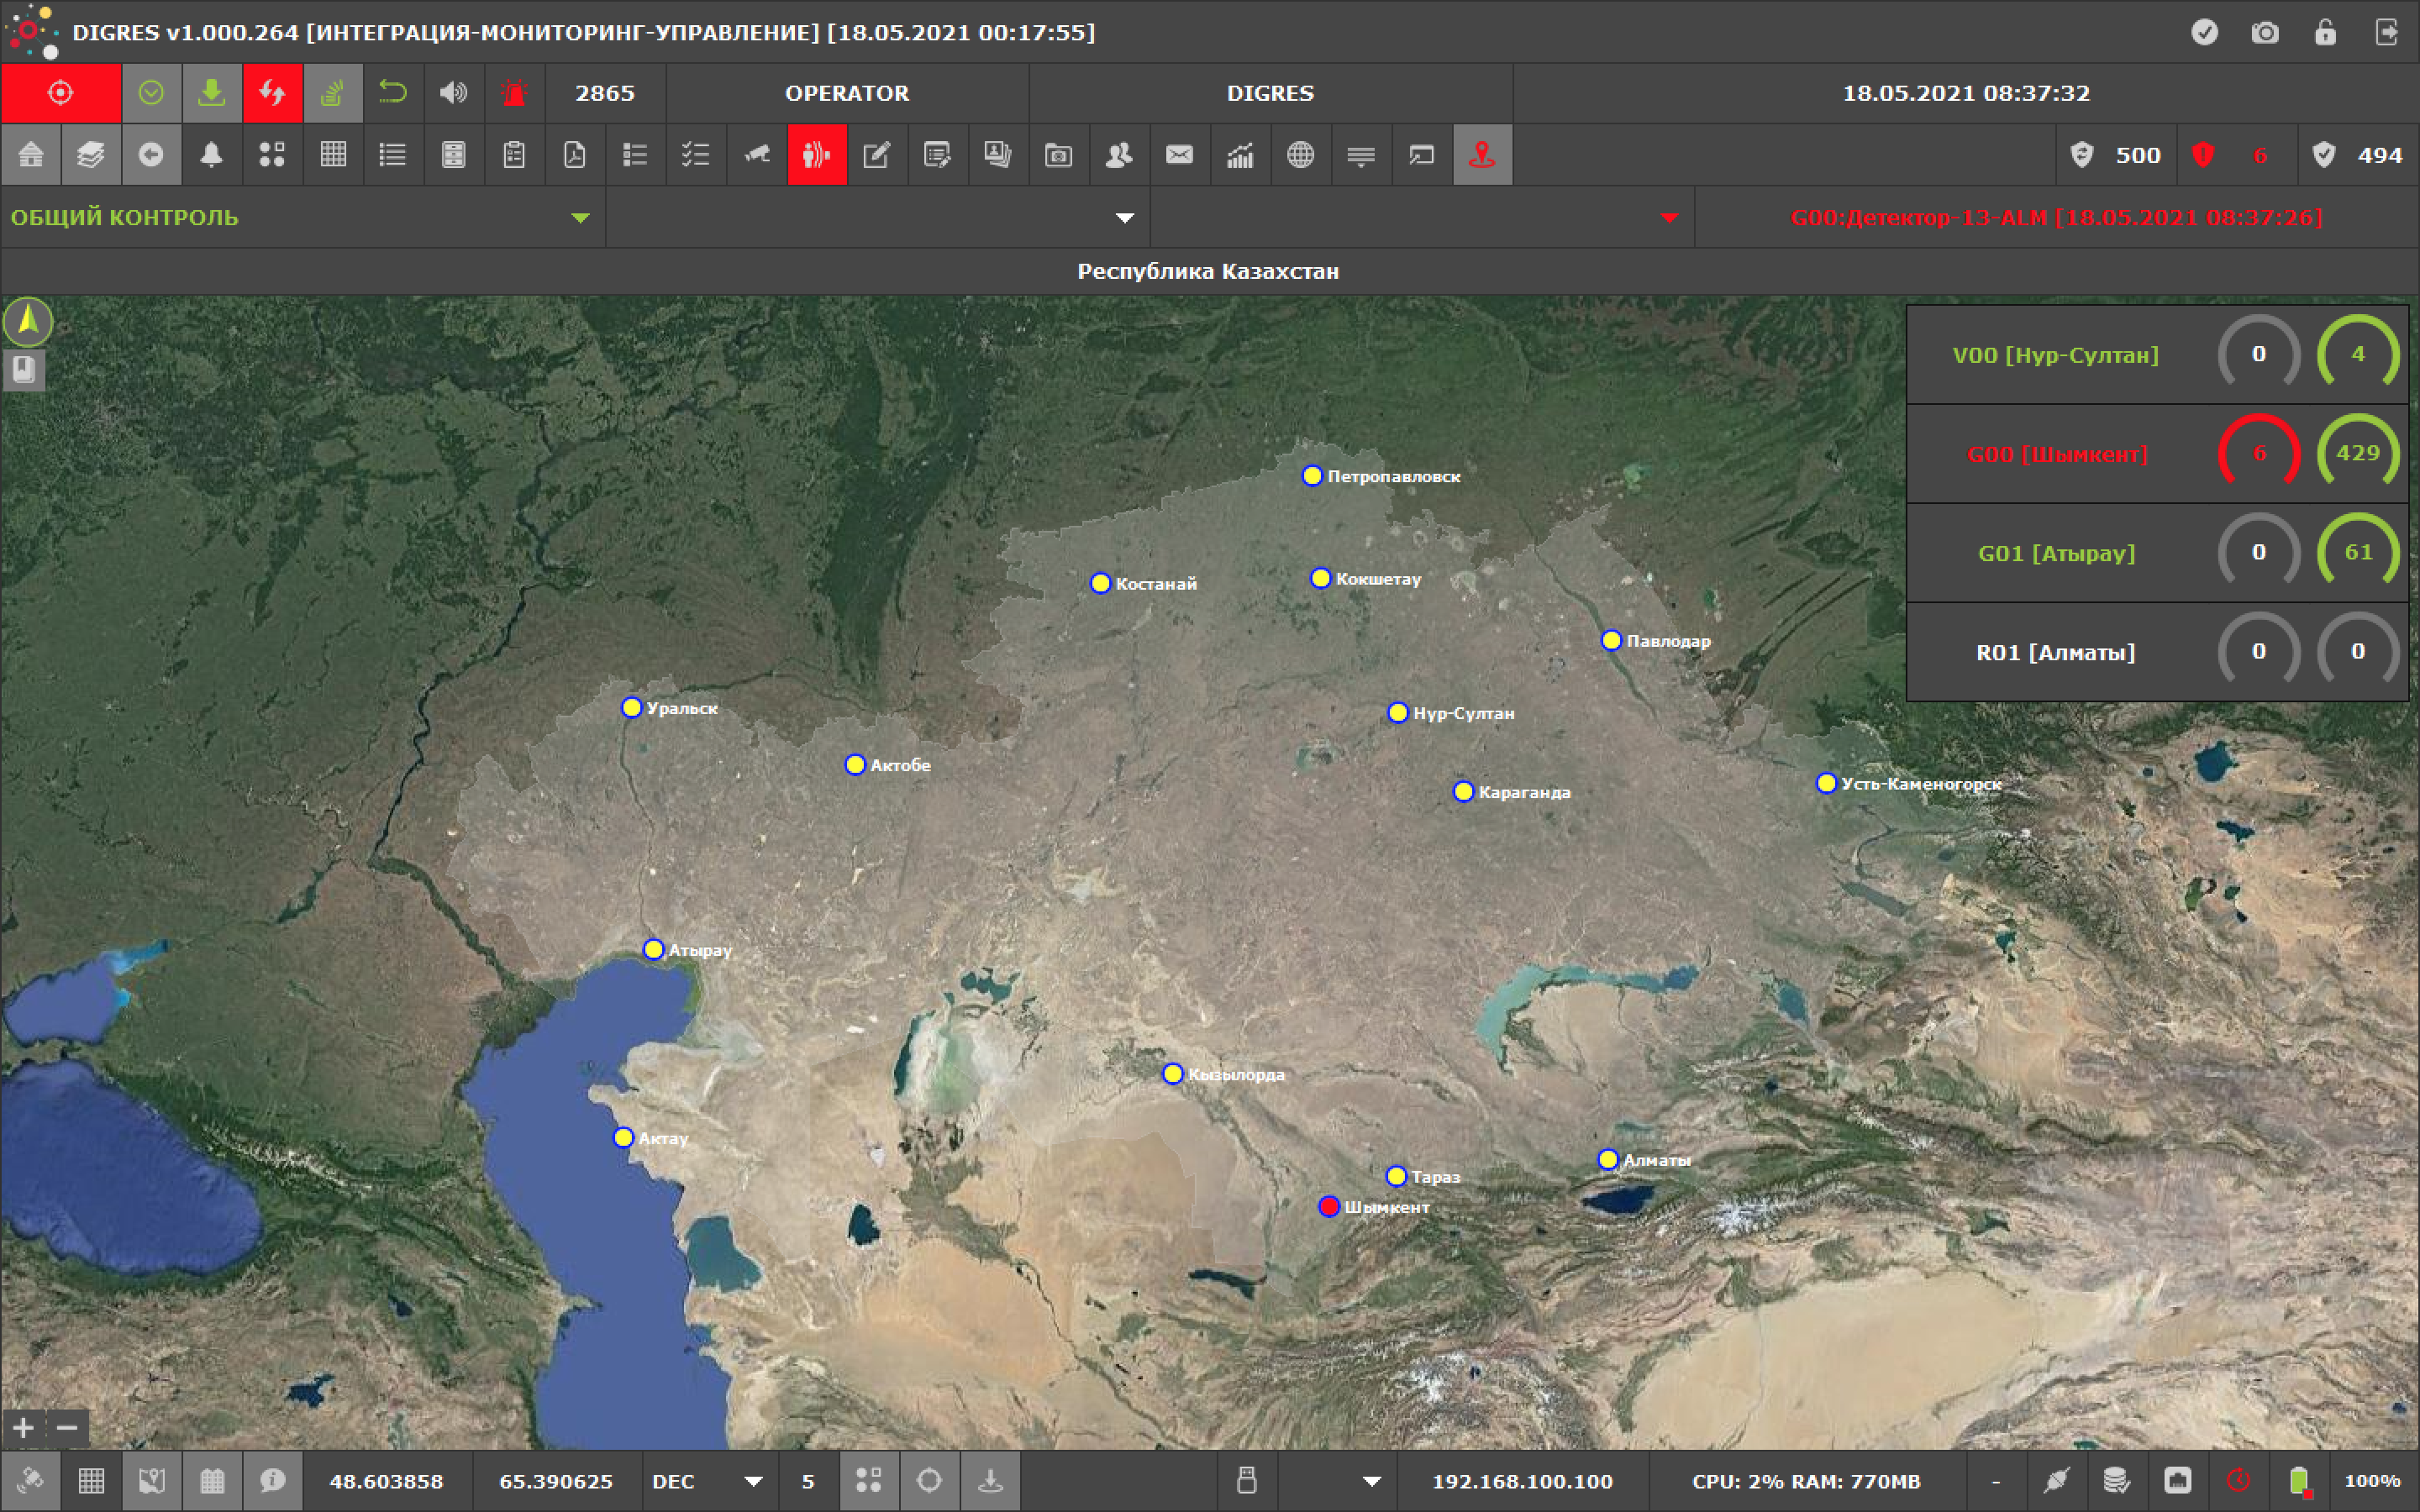 DIGRES v1.000.264 [ИНТЕГРАЦИЯ-МОНИТОРИНГ-УПРАВЛЕНИЕ] [18.05.2021 00:17:55]
2865 OPERATOR DIGRES 18.05.2021 08:37:32
500 6 494
ОБЩИЙ КОНТРОЛЬ G00:Детектор-13-ALM [18.05.2021 08:37:26]
Республика Казахстан
V00 [Нур-Султан] 0 4
G00 [Шымкент] 6 429
G01 [Атырау] 0 61
R01 [Алматы] 0 0
Петропавловск
Костанай
Кокшетау
Павлодар
Уральск
Нур-Султан
Актобе
Караганда
Усть-Каменогорск
Атырау
Кызылорда
Актау
Алматы
Тараз
Шымкент
48.603858 65.390625 DEC 5 192.168.100.100 CPU: 2% RAM: 770MB - 100%